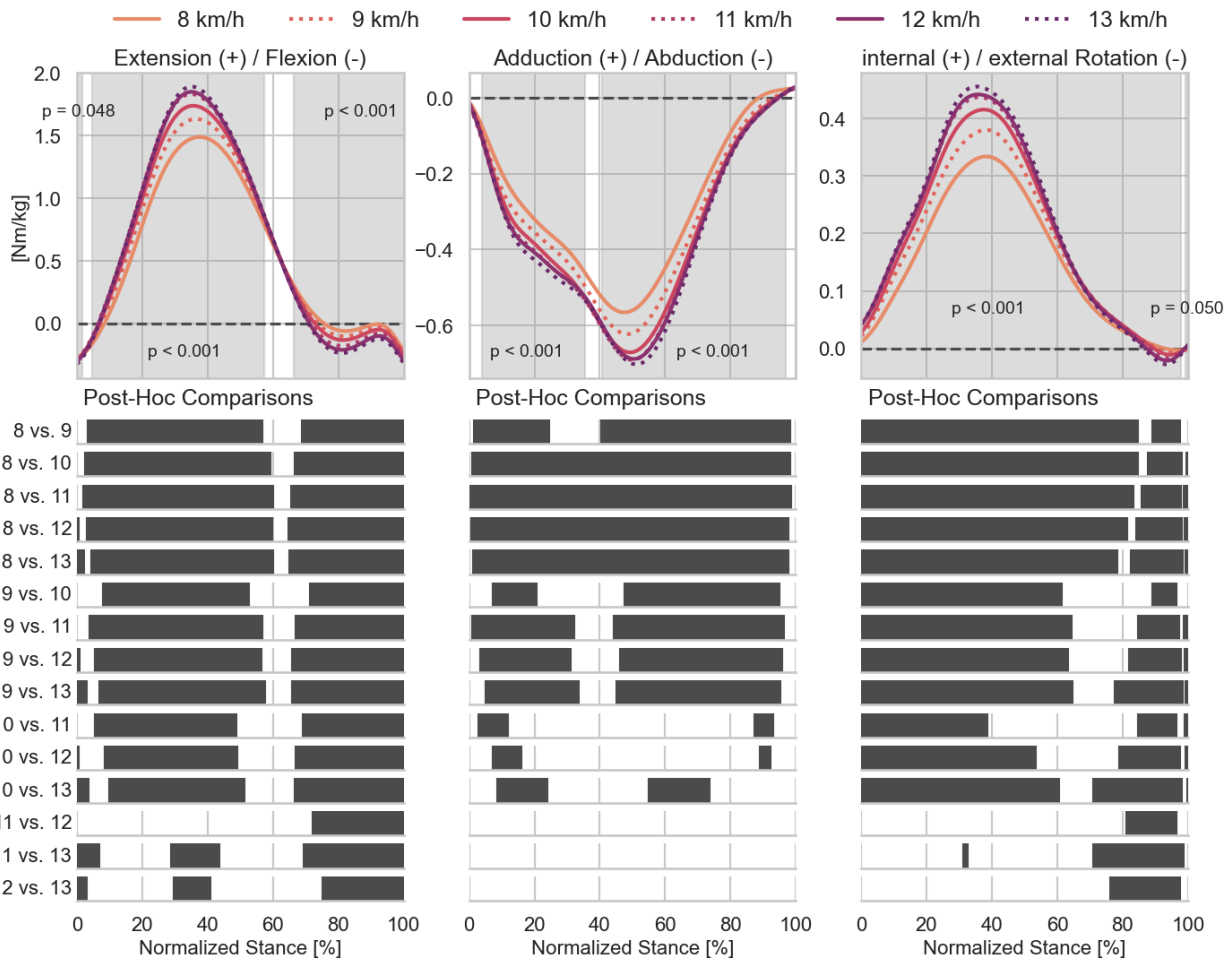 8 km/h 9 km/h 10 km/h 11 km/h 12 km/h 13 km/h
Extension (+) / Flexion (-) Adduction (+) / Abduction (-) internal (+) / external Rotation (-)
[Nm/kg]
2.0
1.5
1.0
0.5
0.0
p = 0.048 p < 0.001
p < 0.001
0.0
−0.2
−0.4
−0.6
p < 0.001 p < 0.001
0.4
0.3
0.2
0.1
0.0
p < 0.001 p = 0.050
Post-Hoc Comparisons Post-Hoc Comparisons Post-Hoc Comparisons
8 vs. 9
8 vs. 10
8 vs. 11
8 vs. 12
8 vs. 13
9 vs. 10
9 vs. 11
9 vs. 12
9 vs. 13
0 vs. 11
0 vs. 12
0 vs. 13
11 vs. 12
1 vs. 13
2 vs. 13
0 20 40 60 80 100 0 20 40 60 80 100 0 20 40 60 80 100
Normalized Stance [%] Normalized Stance [%] Normalized Stance [%]